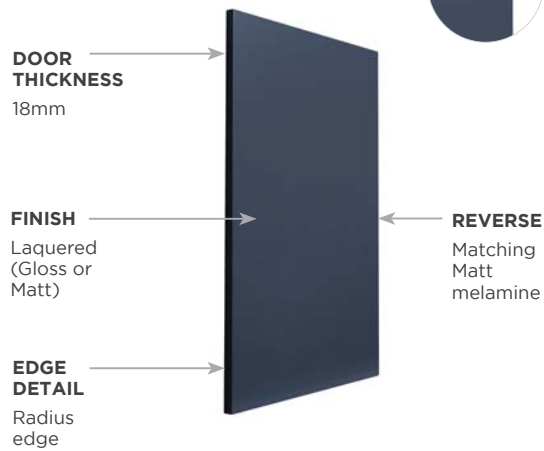 DOOR
THICKNESS
18mm
FINISH
Laquered
(Gloss or
Matt)
REVERSE
Matching
Matt
melamine
EDGE
DETAIL
Radius
edge